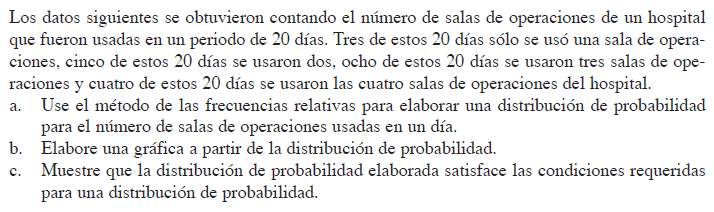 Los datos siguientes se obtuvieron contando el número de salas de operaciones de un hospital
que fueron usadas en un periodo de 20 días. Tres de estos 20 días sólo se usó una sala de opera-
ciones, cinco de estos 20 días se usaron dos, ocho de estos 20 días se usaron tres salas de ope-
raciones y cuatro de estos 20 días se usaron las cuatro salas de operaciones del hospital.
a. Use el método de las frecuencias relativas para elaborar una distribución de probabilidad
para el número de salas de operaciones usadas en un día.
b. Elabore una gráfica a partir de la distribución de probabilidad.
c. Muestre que la distribución de probabilidad elaborada satisface las condiciones requeridas
para una distribución de probabilidad.